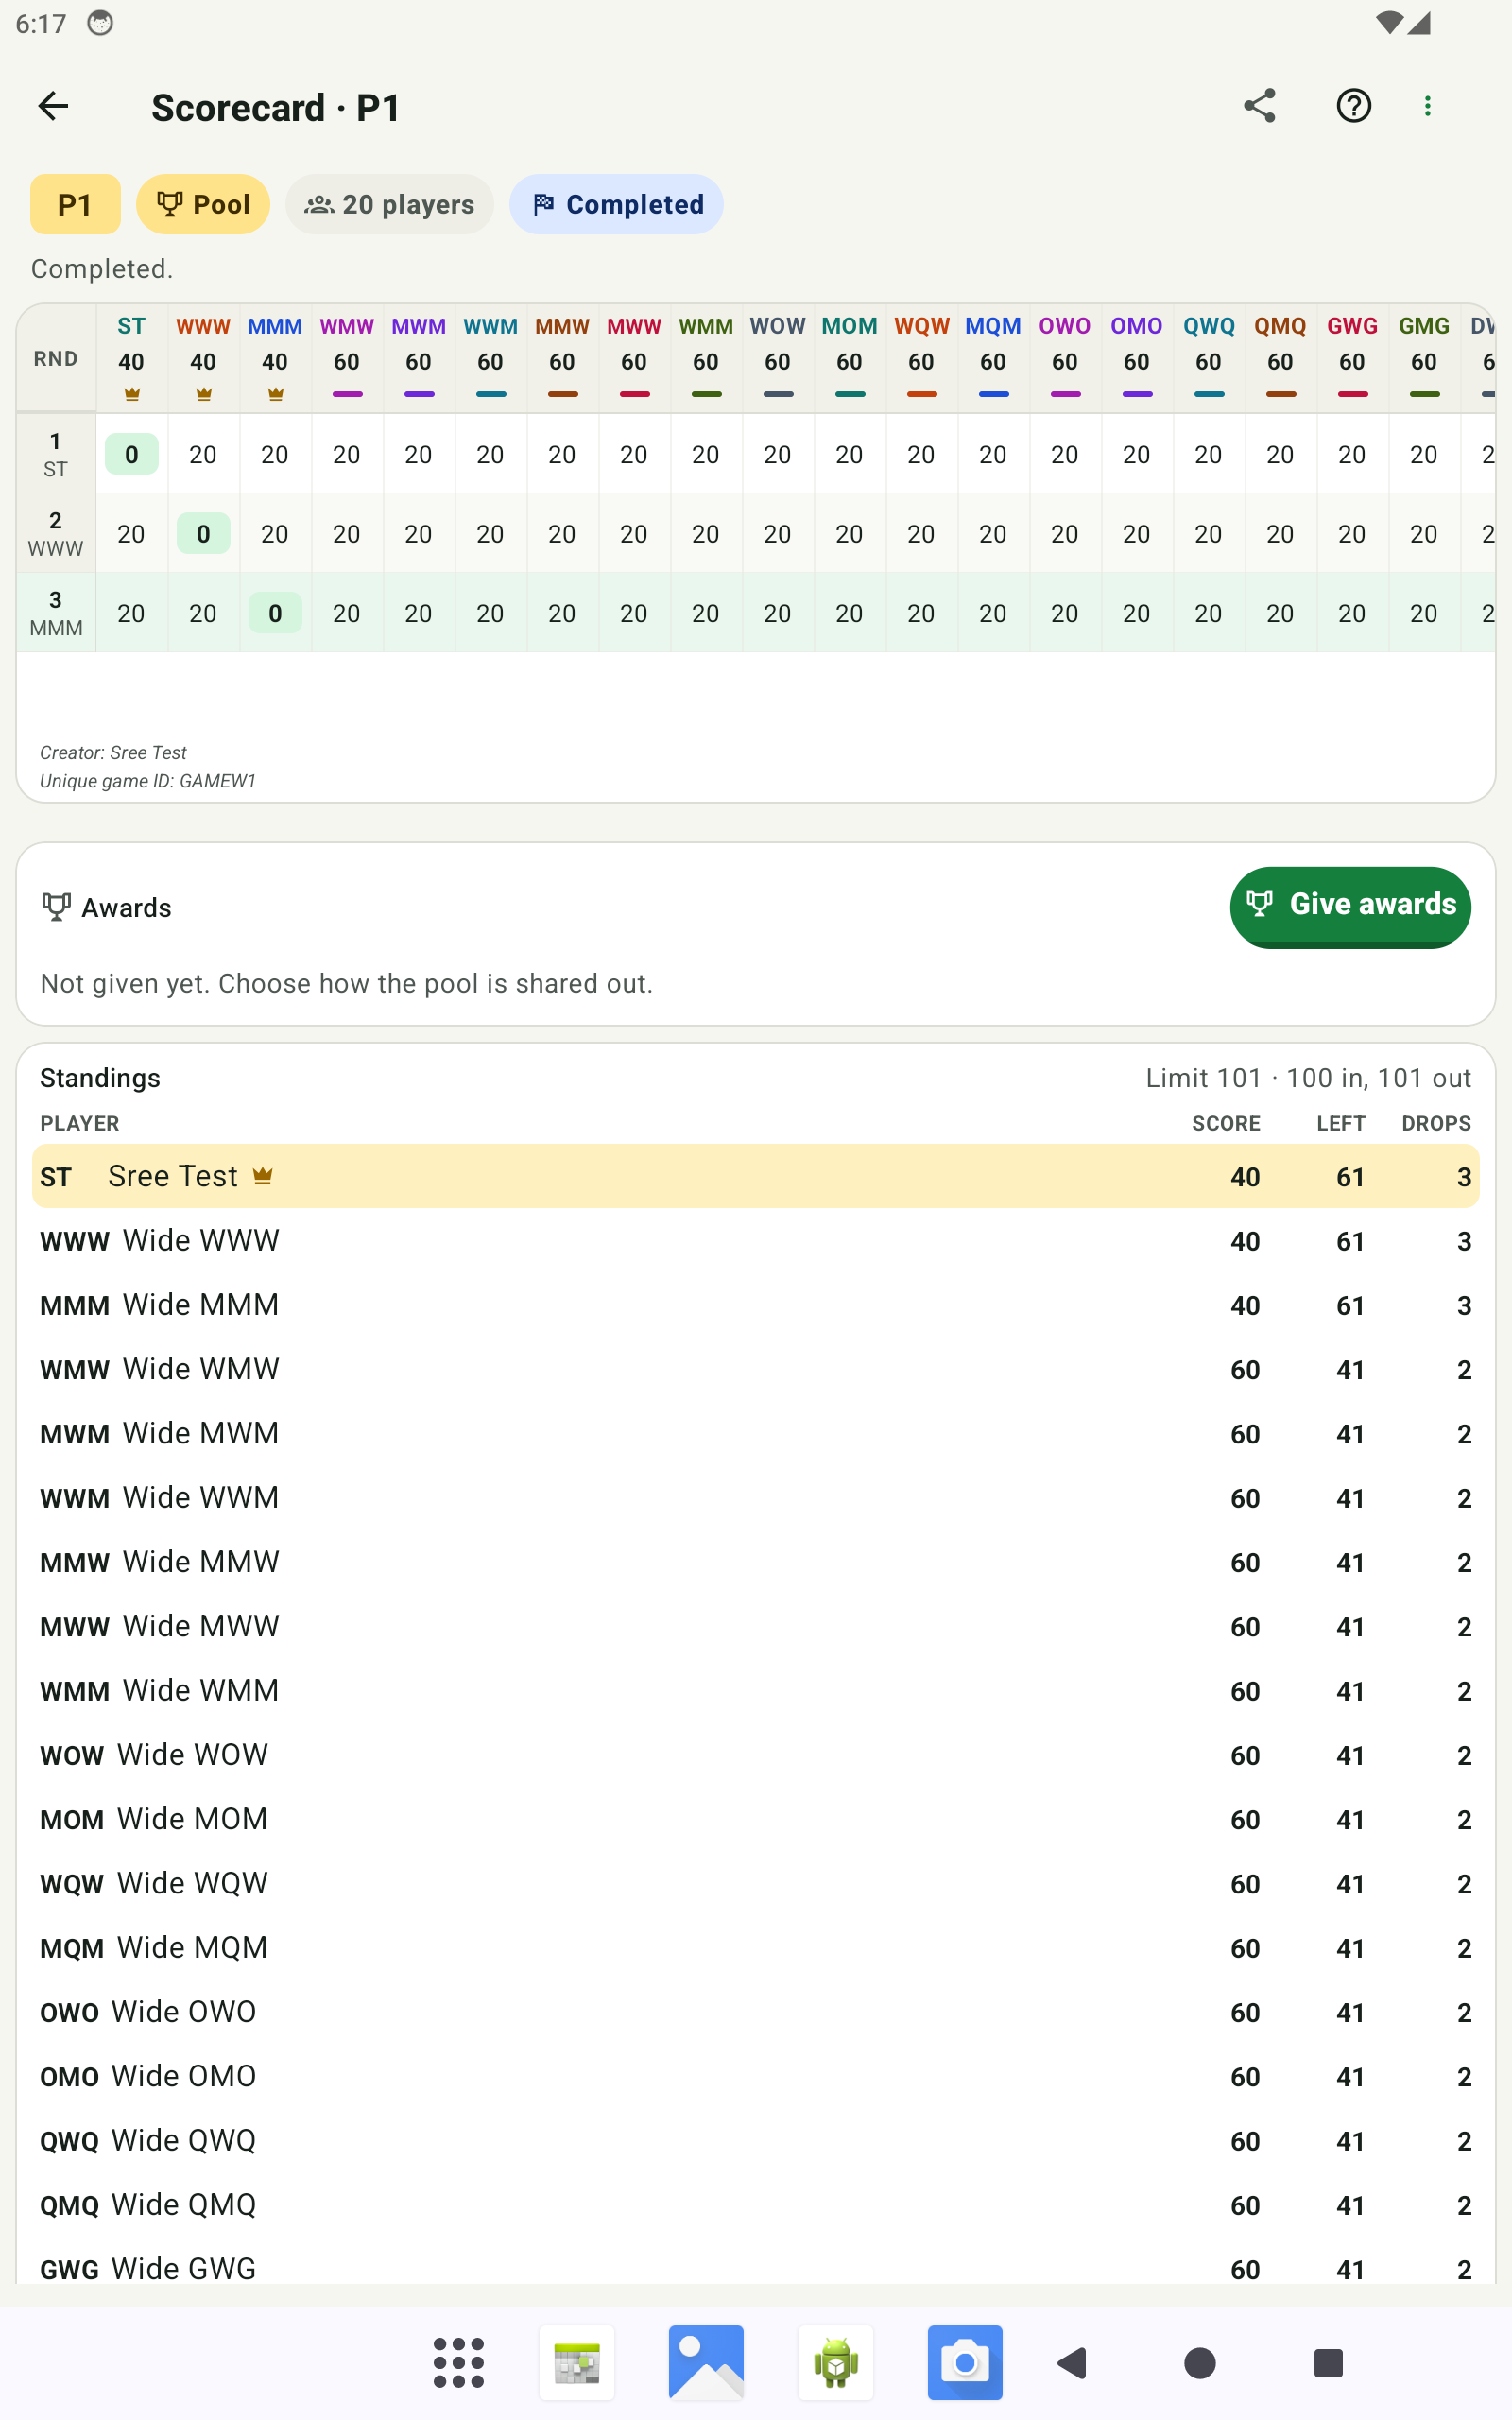 6:17
Scorecard · P1
P1 Pool 20 players Completed
Completed.
RND ST WWW MMM WMW MWM WWM MMW MWW WMM WOW MOM WQW MQM OWO OMO QWQ QMQ GWG GMG
40 40 40 60 60 60 60 60 60 60 60 60 60 60 60 60 60 60 60
1 0 20 20 20 20 20 20 20 20 20 20 20 20 20 20 20 20 20 20
ST
2 20 0 20 20 20 20 20 20 20 20 20 20 20 20 20 20 20 20 20
WWW
3 20 20 0 20 20 20 20 20 20 20 20 20 20 20 20 20 20 20 20
MMM
Creator: Sree Test
Unique game ID: GAMEW1
Awards Give awards
Not given yet. Choose how the pool is shared out.
Standings Limit 101 · 100 in, 101 out
PLAYER SCORE LEFT DROPS
ST Sree Test 40 61 3
WWW Wide WWW 40 61 3
MMM Wide MMM 40 61 3
WMW Wide WMW 60 41 2
MWM Wide MWM 60 41 2
WWM Wide WWM 60 41 2
MMW Wide MMW 60 41 2
MWW Wide MWW 60 41 2
WMM Wide WMM 60 41 2
WOW Wide WOW 60 41 2
MOM Wide MOM 60 41 2
WQW Wide WQW 60 41 2
MQM Wide MQM 60 41 2
OWO Wide OWO 60 41 2
OMO Wide OMO 60 41 2
QWQ Wide QWQ 60 41 2
QMQ Wide QMQ 60 41 2
GWG Wide GWG 60 41 2